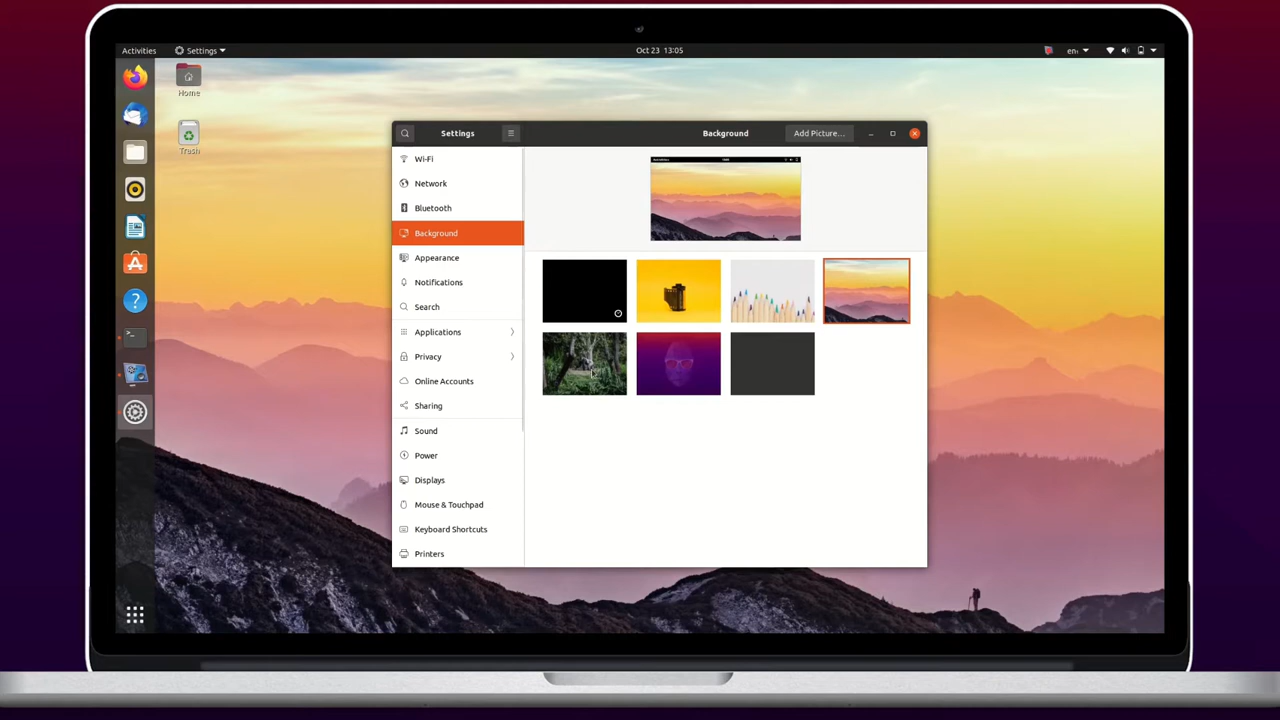 Activities
Settings
Oct 23 13:05
en
Home
Trash
Settings
Background
Add Picture...
Wi-Fi
Network
Bluetooth
Background
Appearance
Notifications
Search
Applications
Privacy
Online Accounts
Sharing
Sound
Power
Displays
Mouse & Touchpad
Keyboard Shortcuts
Printers